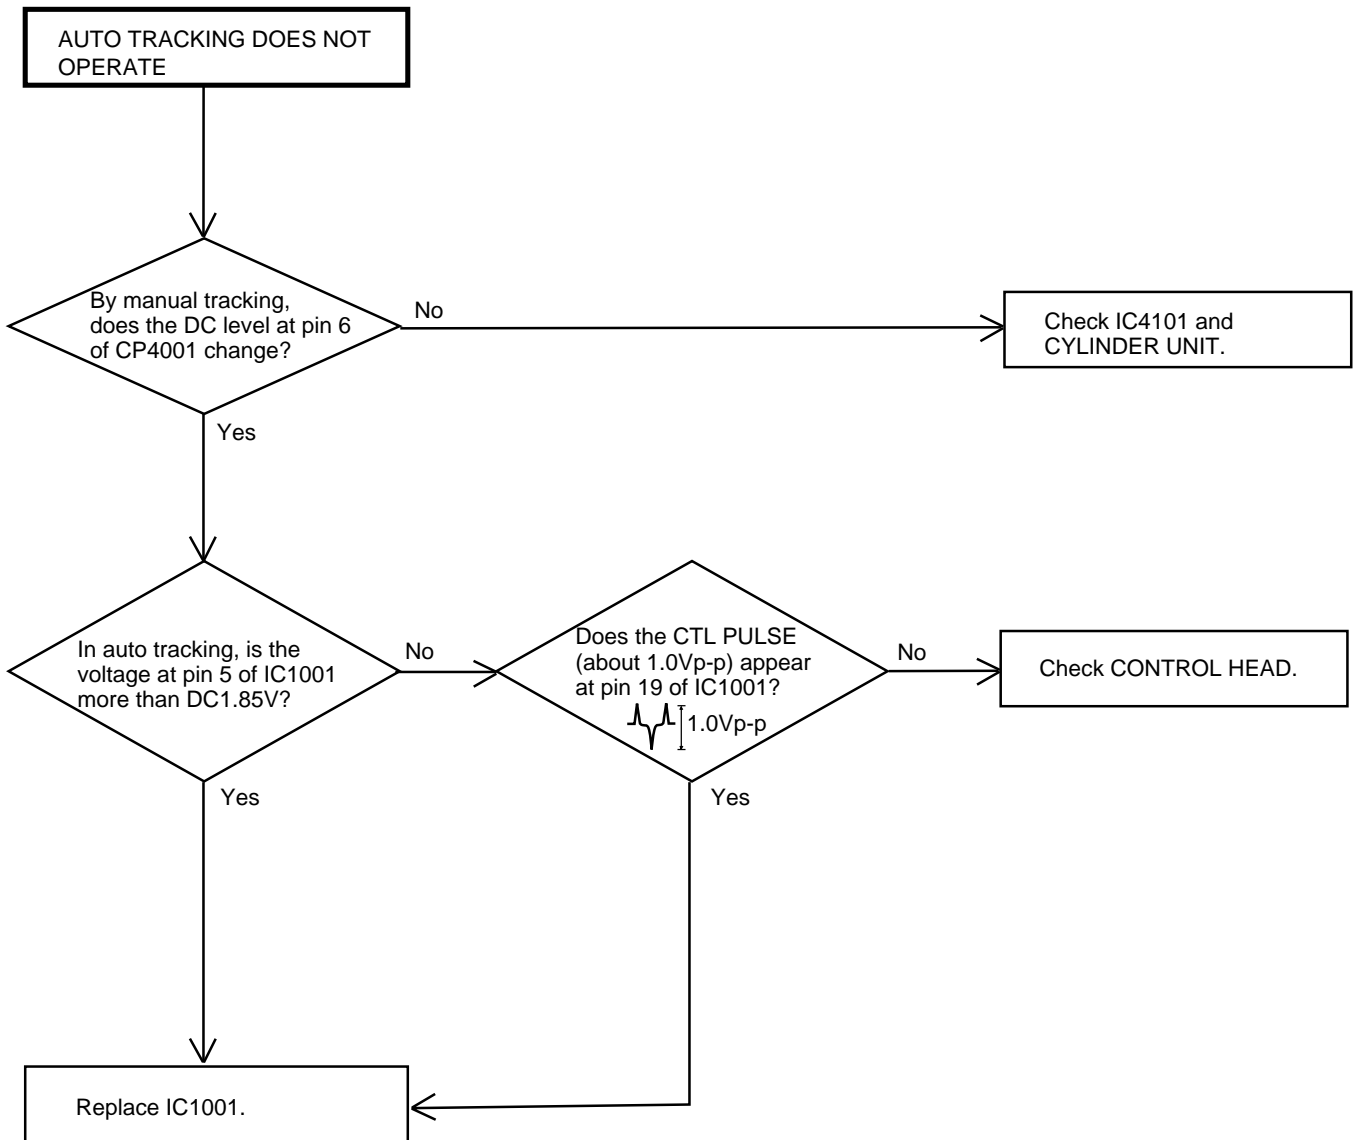 AUTO TRACKING DOES NOT
OPERATE
By manual tracking,
does the DC level at pin 6
of CP4001 change?
No
Check IC4101 and
CYLINDER UNIT.
Yes
In auto tracking, is the
voltage at pin 5 of IC1001
more than DC1.85V?
No
Does the CTL PULSE
(about 1.0Vp-p) appear
at pin 19 of IC1001?
1.0Vp-p
No
Check CONTROL HEAD.
Yes
Yes
Replace IC1001.